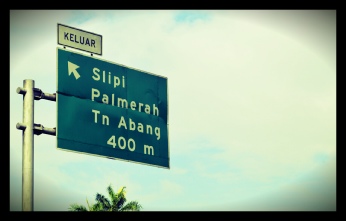 KELUAR
Slipi
Palmerah
Tn Abang
400 m